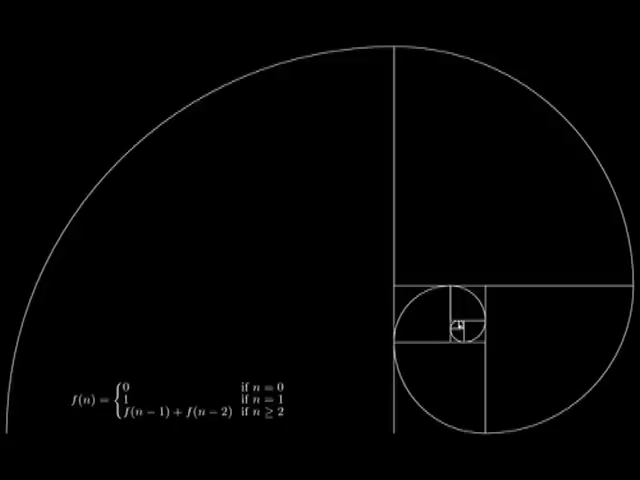 f(n) = {0 if n = 0
1 if n = 1
f(n − 1) + f(n − 2) if n ≥ 2